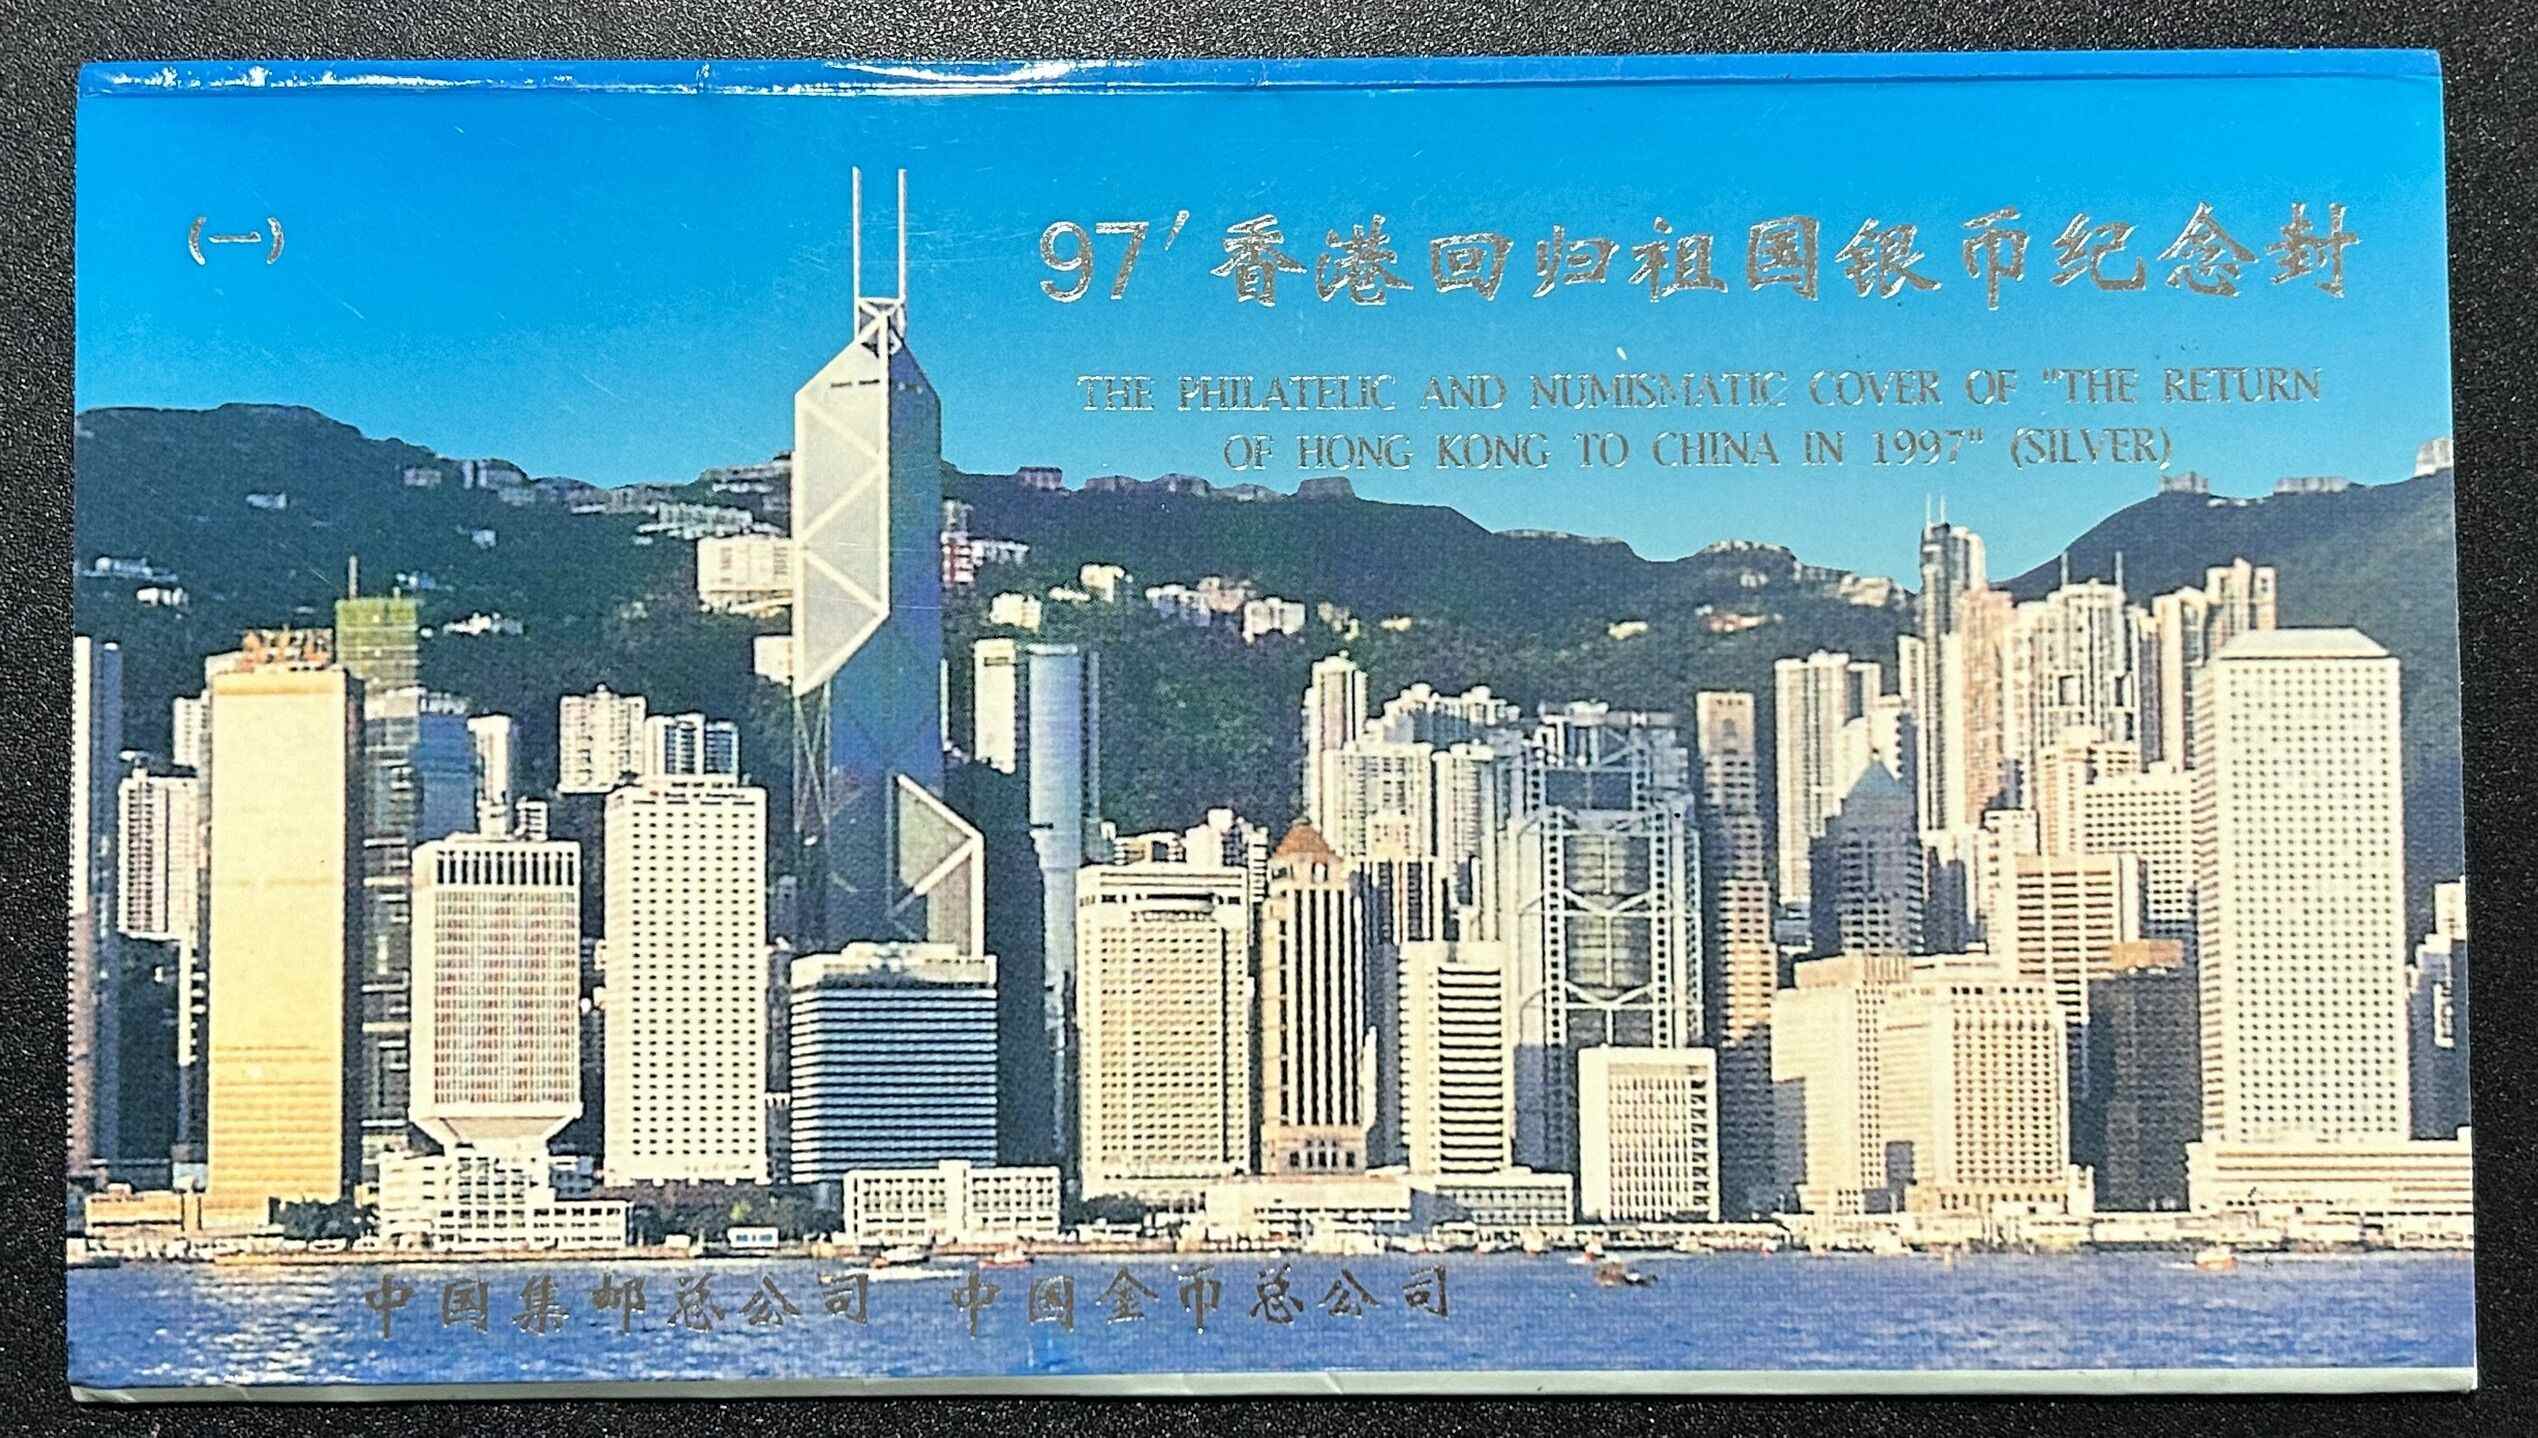 (一)
97'香港回归祖国银币纪念封
THE PHILATELIC AND NUMISMATIC COVER OF "THE RETURN
OF HONG KONG TO CHINA IN 1997" (SILVER)
中国集邮总公司 中国金币总公司